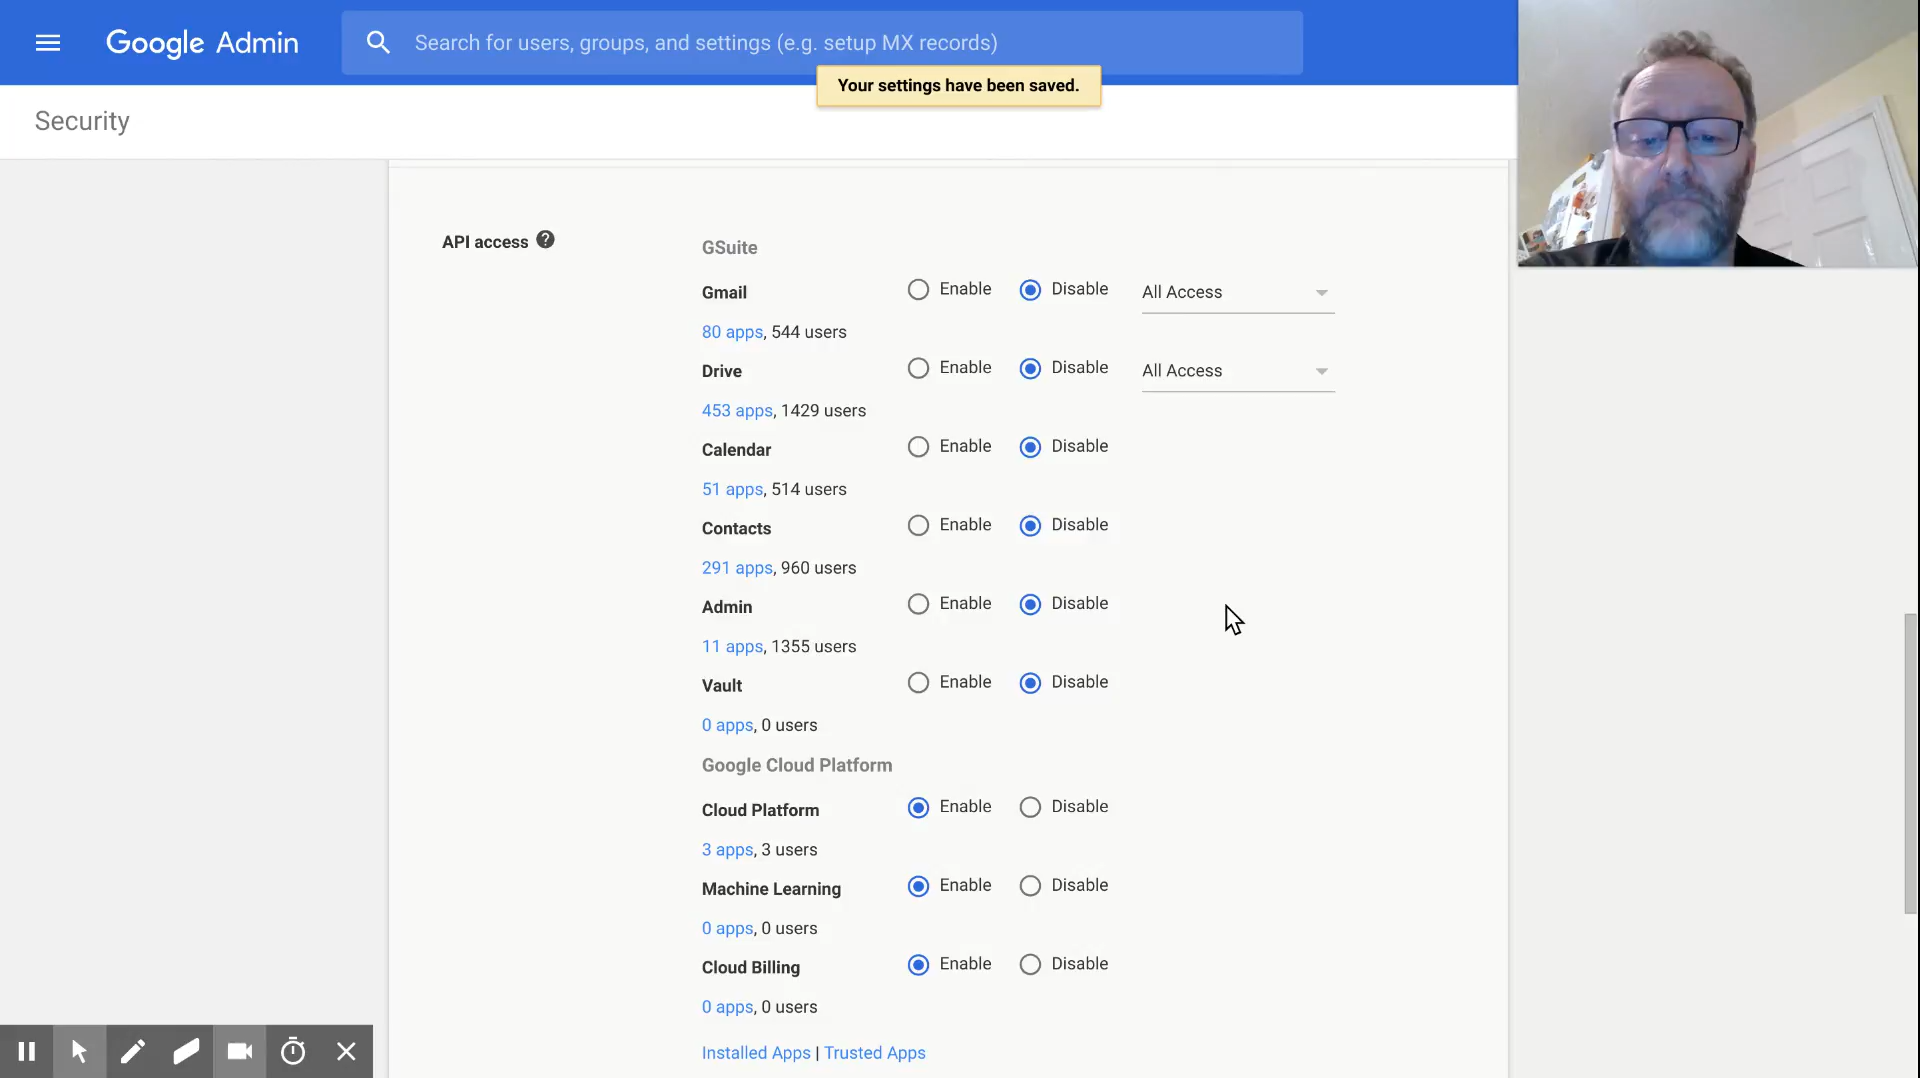 Google Admin
Search for users, groups, and settings (e.g. setup MX records)
Your settings have been saved.
Security
API access ?
GSuite
Gmail Enable Disable All Access
80 apps, 544 users
Drive Enable Disable All Access
453 apps, 1429 users
Calendar Enable Disable
51 apps, 514 users
Contacts Enable Disable
291 apps, 960 users
Admin Enable Disable
11 apps, 1355 users
Vault Enable Disable
0 apps, 0 users
Google Cloud Platform
Cloud Platform Enable Disable
3 apps, 3 users
Machine Learning Enable Disable
0 apps, 0 users
Cloud Billing Enable Disable
0 apps, 0 users
Installed Apps | Trusted Apps